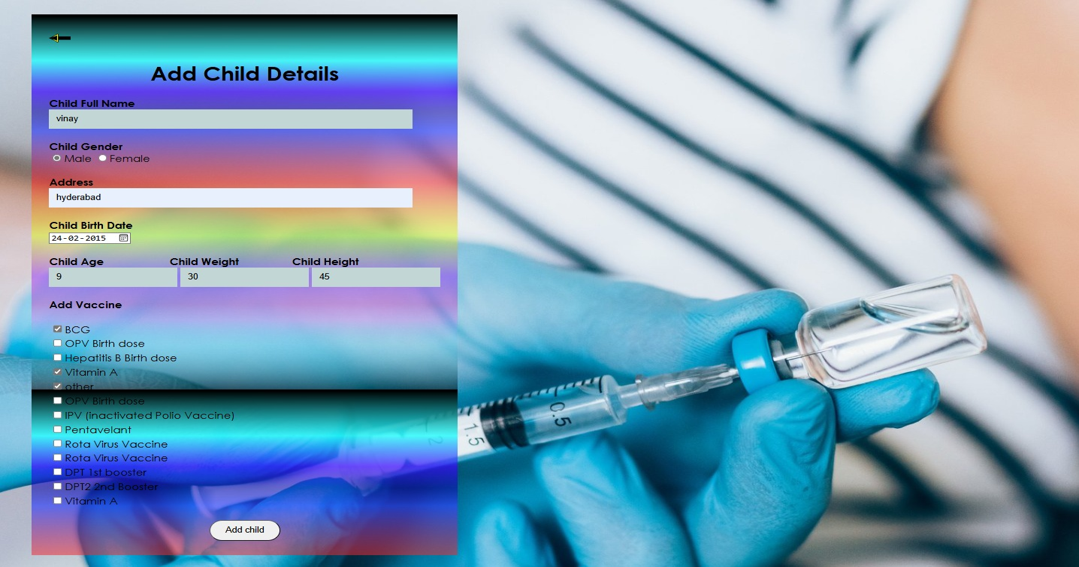 Add Child Details
Child Full Name
vinay
Child Gender
Male Female
Address
hyderabad
Child Birth Date
24-02-2015
Child Age Child Weight Child Height
9 30 45
Add Vaccine
BCG
OPV Birth dose
Hepatitis B Birth dose
Vitamin A
other
OPV Birth dose
IPV (inactivated Polio Vaccine)
Pentavelant
Rota Virus Vaccine
Rota Virus Vaccine
DPT 1st booster
DPT2 2nd Booster
Vitamin A
Add child
0.5
1.5
2